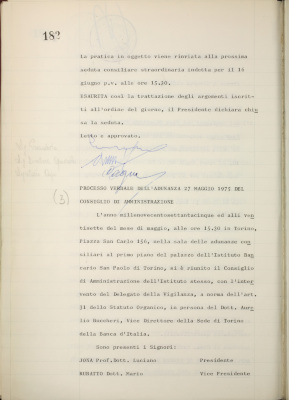 182
La pratica in oggetto viene rinviata alla prossima
seduta consiliare straordinaria indetta per il 16
giugno p.v. alle ore 15,30.
ESAURITA così la trattazione degli argomenti iscrit-
ti all'ordine del giorno, il Presidente dichiara chiu
sa la seduta.
Letto e approvato.
(3)
PROCESSO VERBALE DELL'ADUNANZA 27 MAGGIO 1975 DEL
CONSIGLIO DI AMMINISTRAZIONE
L'anno millenovecentosettantacinque ed alli ven
tisette del mese di maggio, alle ore 15.30 in Torino,
Piazza San Carlo 156, nella sala delle adunanze con
siliari al primo piano del palazzo dell'Istituto Ban
cario San Paolo di Torino, si è riunito il Consiglio
di Amministrazione dell'Istituto stesso, con l'inter
vento del Delegato della Vigilanza, a norma dell'art.
31 dello Statuto Organico, in persona del Dott. Aure
lio Vice Direttore della Sede di Torino
della Banca d'Italia.
Sono presenti i Signori:
JONA Prof.Dott. Luciano Presidente
Dott. Mario Vice Presidente